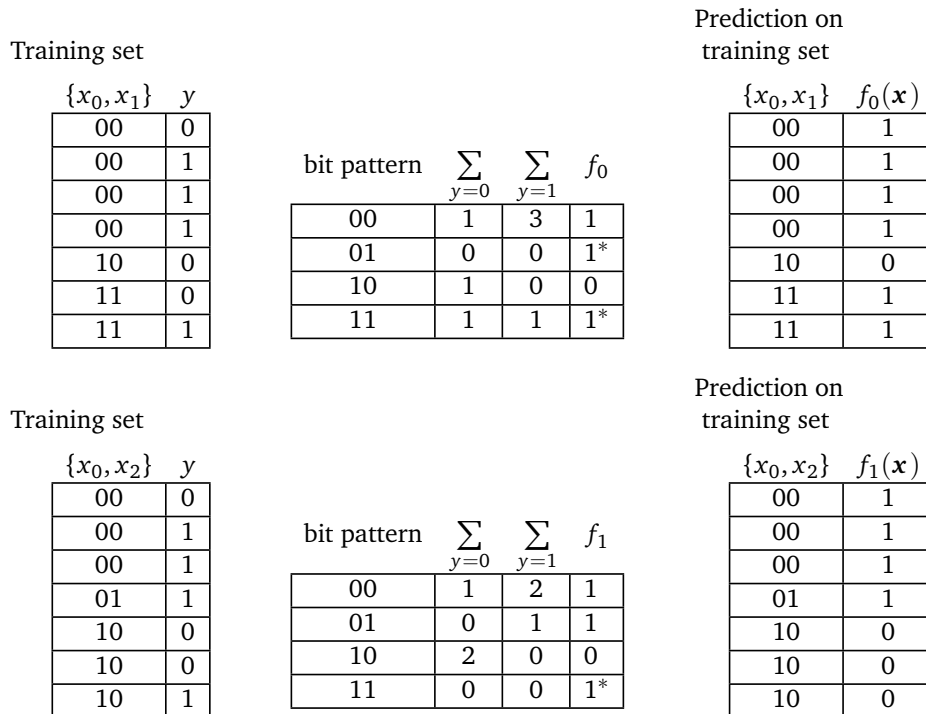 Prediction on
Training set training set
{x₀, x₁} y {x₀, x₁} f₀(x)
00 0 00 1
00 1 bit pattern ∑ y=0 ∑ y=1 f₀ 00 1
00 1 00 1
00 1 00 1 3 1 00 1
10 0 01 0 0 1* 10 0
11 0 10 1 0 0 11 1
11 1 11 1 1 1* 11 1
Prediction on
Training set training set
{x₀, x₂} y {x₀, x₂} f₁(x)
00 0 00 1
00 1 bit pattern ∑ y=0 ∑ y=1 f₁ 00 1
00 1 00 1
01 1 00 1 2 1 01 1
10 0 01 0 1 1 10 0
10 0 10 2 0 0 10 0
10 1 11 0 0 1* 10 0